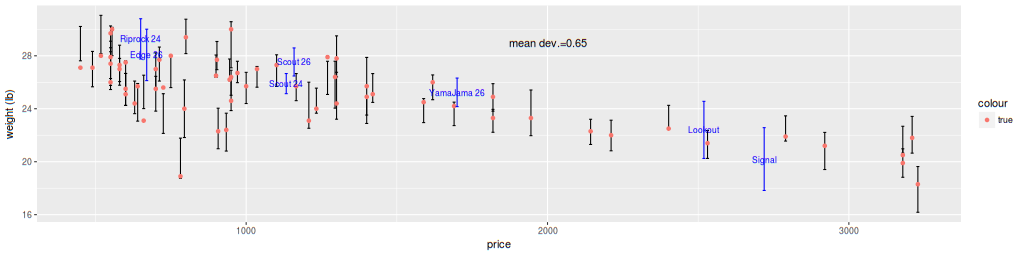 mean dev.=0.65
Riprock 24
Edge 26
Scout 26
Scout 24
YamaJama 26
Lookout
Signal
28
24
20
16
weight (lb)
1000
2000
3000
price
colour
true